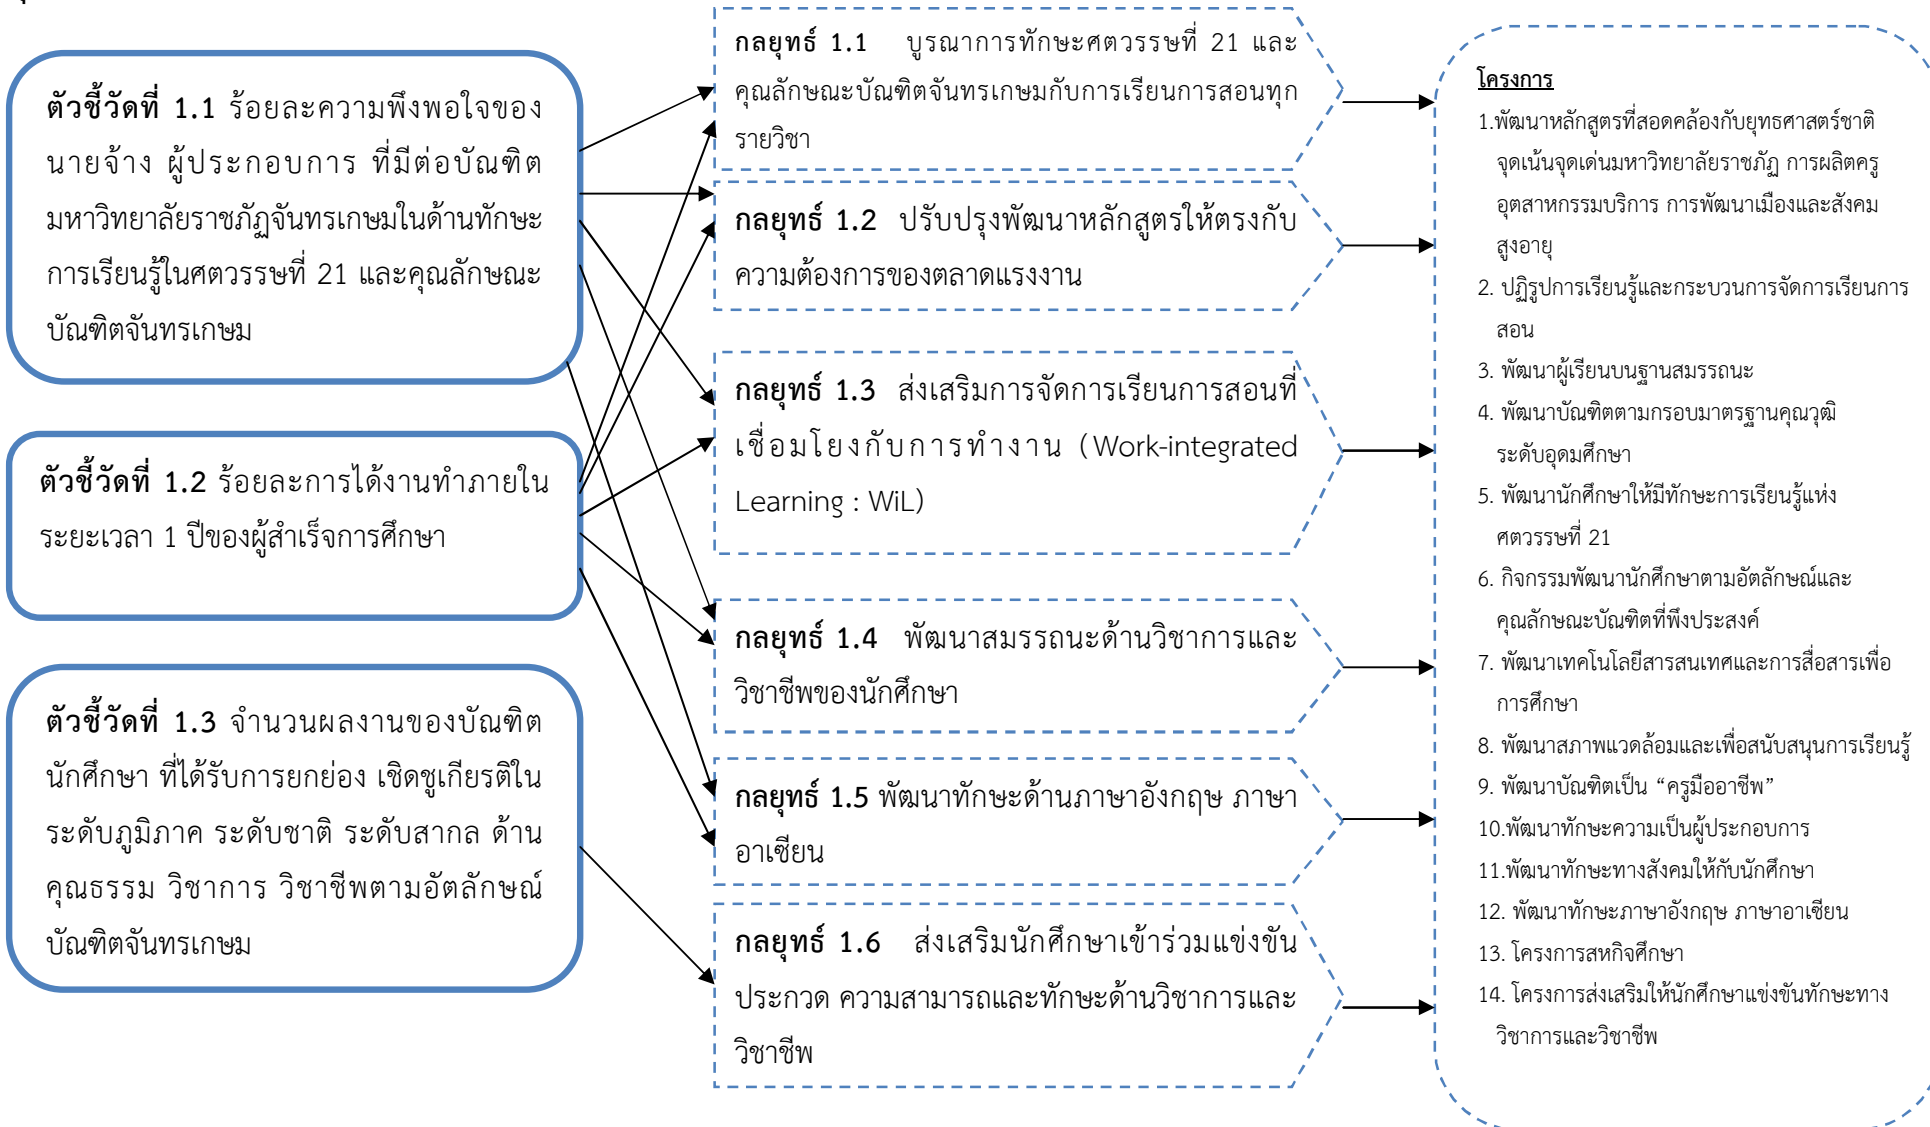 ตัวชี้วัดที่ 1.1 ร้อยละความพึงพอใจของ
นายจ้าง ผู้ประกอบการ ที่มีต่อบัณฑิต
มหาวิทยาลัยราชภัฏจันทรเกษมในด้านทักษะ
การเรียนรู้ในศตวรรษที่ 21 และคุณลักษณะ
บัณฑิตจันทรเกษม
ตัวชี้วัดที่ 1.2 ร้อยละการได้งานทำภายใน
ระยะเวลา 1 ปีของผู้สำเร็จการศึกษา
ตัวชี้วัดที่ 1.3 จำนวนผลงานของบัณฑิต
นักศึกษา ที่ได้รับการยกย่อง เชิดชูเกียรติใน
ระดับภูมิภาค ระดับชาติ ระดับสากล ด้าน
คุณธรรม วิชาการ วิชาชีพตามอัตลักษณ์
บัณฑิตจันทรเกษม
กลยุทธ์ 1.1 บูรณาการทักษะศตวรรษที่ 21 และ
คุณลักษณะบัณฑิตจันทรเกษมกับการเรียนการสอนทุก
รายวิชา
กลยุทธ์ 1.2 ปรับปรุงพัฒนาหลักสูตรให้ตรงกับ
ความต้องการของตลาดแรงงาน
กลยุทธ์ 1.3 ส่งเสริมการจัดการเรียนการสอนที่
เชื่อมโยงกับการทำงาน (Work-integrated
Learning : WiL)
กลยุทธ์ 1.4 พัฒนาสมรรถนะด้านวิชาการและ
วิชาชีพของนักศึกษา
กลยุทธ์ 1.5 พัฒนาทักษะด้านภาษาอังกฤษ ภาษา
อาเซียน
กลยุทธ์ 1.6 ส่งเสริมนักศึกษาเข้าร่วมแข่งขัน
ประกวด ความสามารถและทักษะด้านวิชาการและ
วิชาชีพ
โครงการ
1.พัฒนาหลักสูตรที่สอดคล้องกับยุทธศาสตร์ชาติ
จุดเน้นจุดเด่นมหาวิทยาลัยราชภัฏ การผลิตครู
อุตสาหกรรมบริการ การพัฒนาเมืองและสังคม
สูงอายุ
2. ปฏิรูปการเรียนรู้และกระบวนการจัดการเรียนการ
สอน
3. พัฒนาผู้เรียนบนฐานสมรรถนะ
4. พัฒนาบัณฑิตตามกรอบมาตรฐานคุณวุฒิ
ระดับอุดมศึกษา
5. พัฒนานักศึกษาให้มีทักษะการเรียนรู้แห่ง
ศตวรรษที่ 21
6. กิจกรรมพัฒนานักศึกษาตามอัตลักษณ์และ
คุณลักษณะบัณฑิตที่พึงประสงค์
7. พัฒนาเทคโนโลยีสารสนเทศและการสื่อสารเพื่อ
การศึกษา
8. พัฒนาสภาพแวดล้อมและเพื่อสนับสนุนการเรียนรู้
9. พัฒนาบัณฑิตเป็น “ครูมืออาชีพ”
10.พัฒนาทักษะความเป็นผู้ประกอบการ
11.พัฒนาทักษะทางสังคมให้กับนักศึกษา
12. พัฒนาทักษะภาษาอังกฤษ ภาษาอาเซียน
13. โครงการสหกิจศึกษา
14. โครงการส่งเสริมให้นักศึกษาแข่งขันทักษะทาง
วิชาการและวิชาชีพ